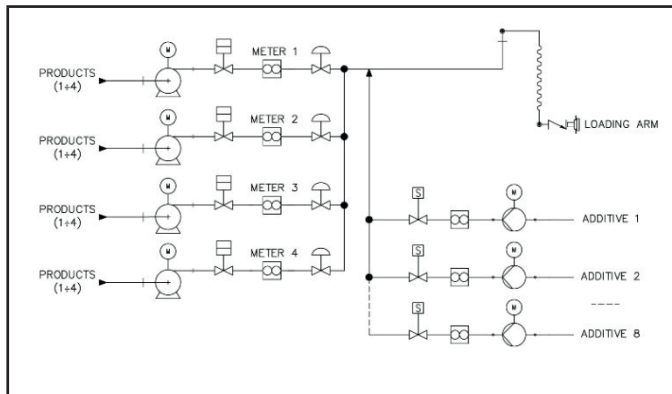 M
METER 1
PRODUCTS
(1÷4)
M
METER 2
PRODUCTS
(1÷4)
M
METER 3
PRODUCTS
(1÷4)
M
METER 4
PRODUCTS
(1÷4)
LOADING ARM
S
M
ADDITIVE 1
S
M
ADDITIVE 2
S
M
ADDITIVE 8